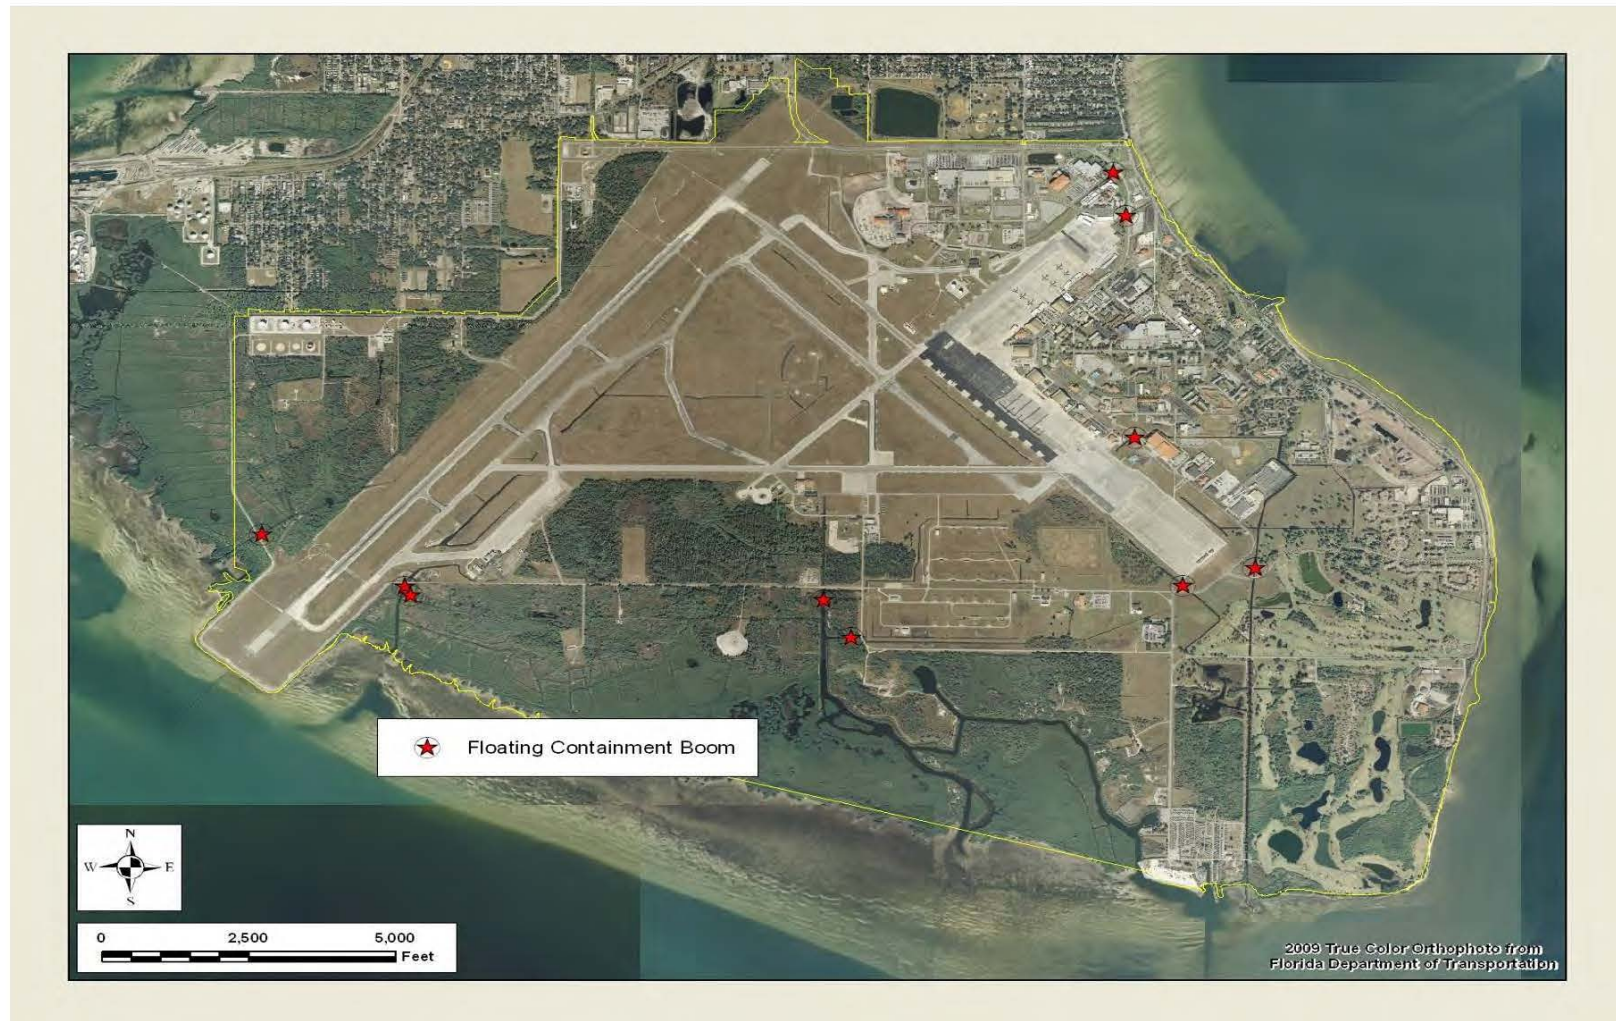 Floating Containment Boom
N
W E
S
0 2,500 5,000
Feet
2009 True Color Orthophoto from
Florida Department of Transportation